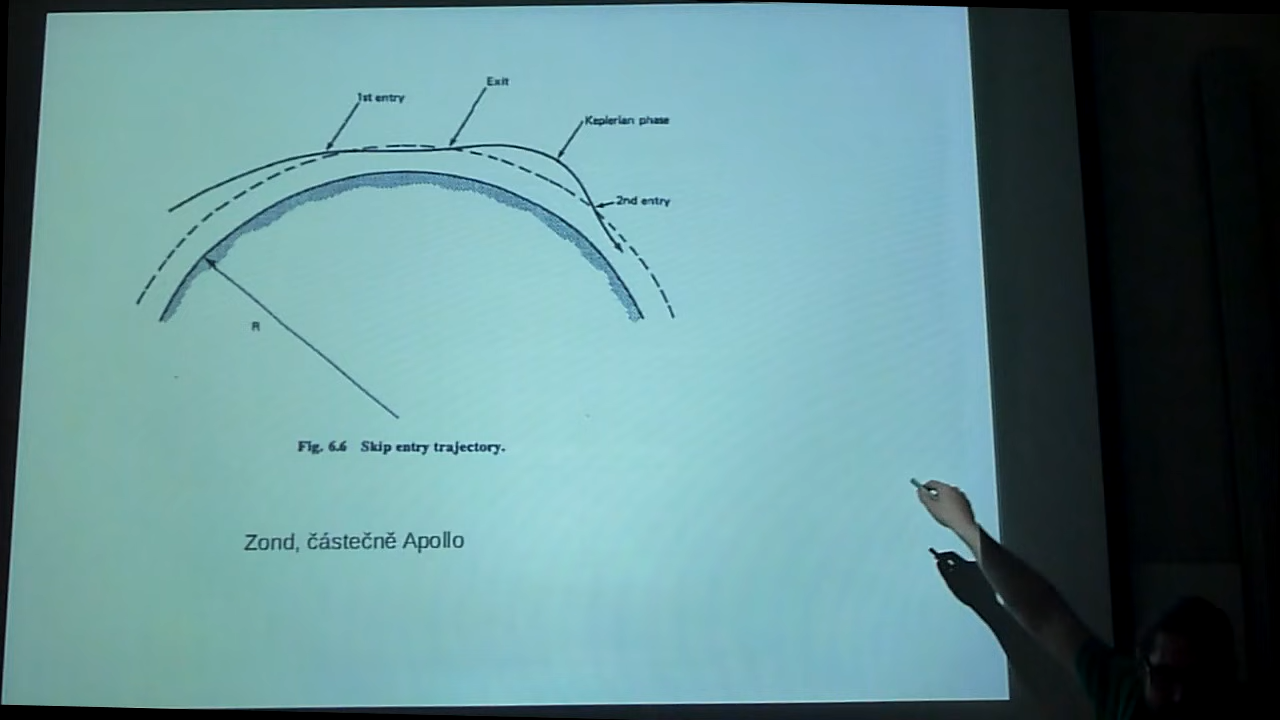 Exit
1st entry
Keplerian phase
2nd entry
R
Fig. 6.6 Skip entry trajectory.
Zond, částečně Apollo